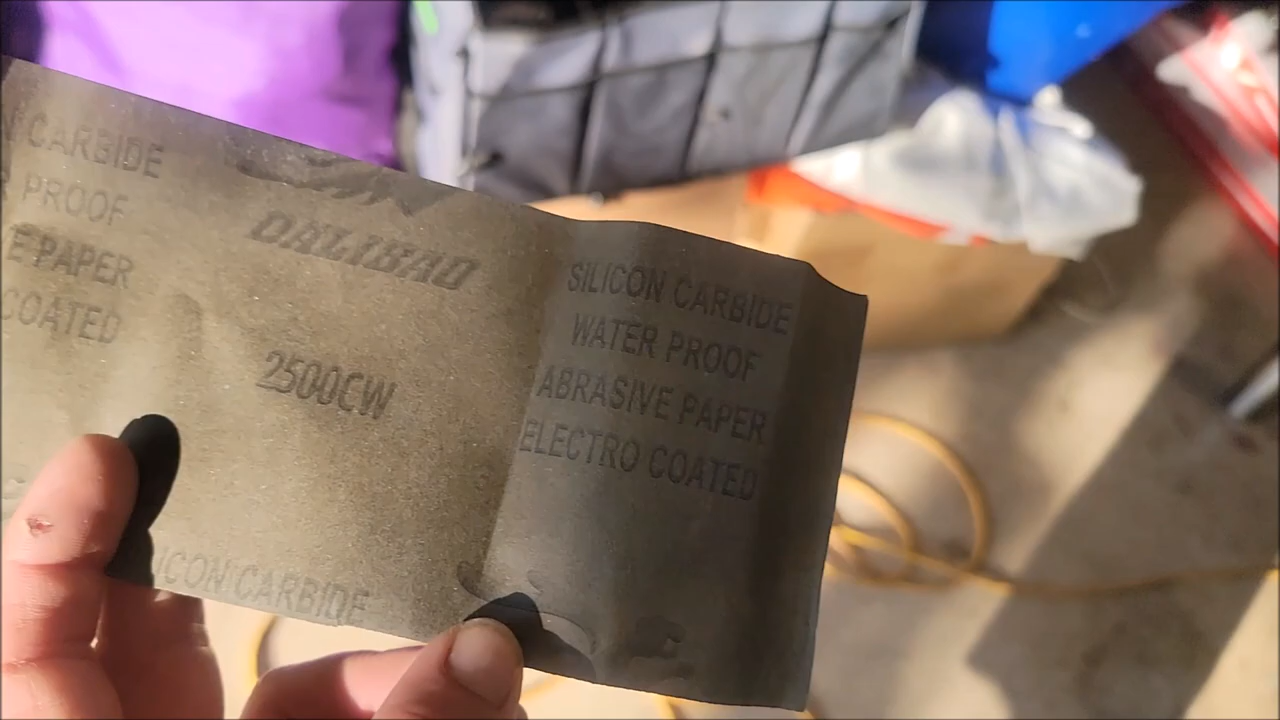 CARBIDE
PROOF
E PAPER
COATED
DALIBAO
2500CW
SILICON CARBIDE
WATER PROOF
ABRASIVE PAPER
ELECTRO COATED
ICON CARBIDE